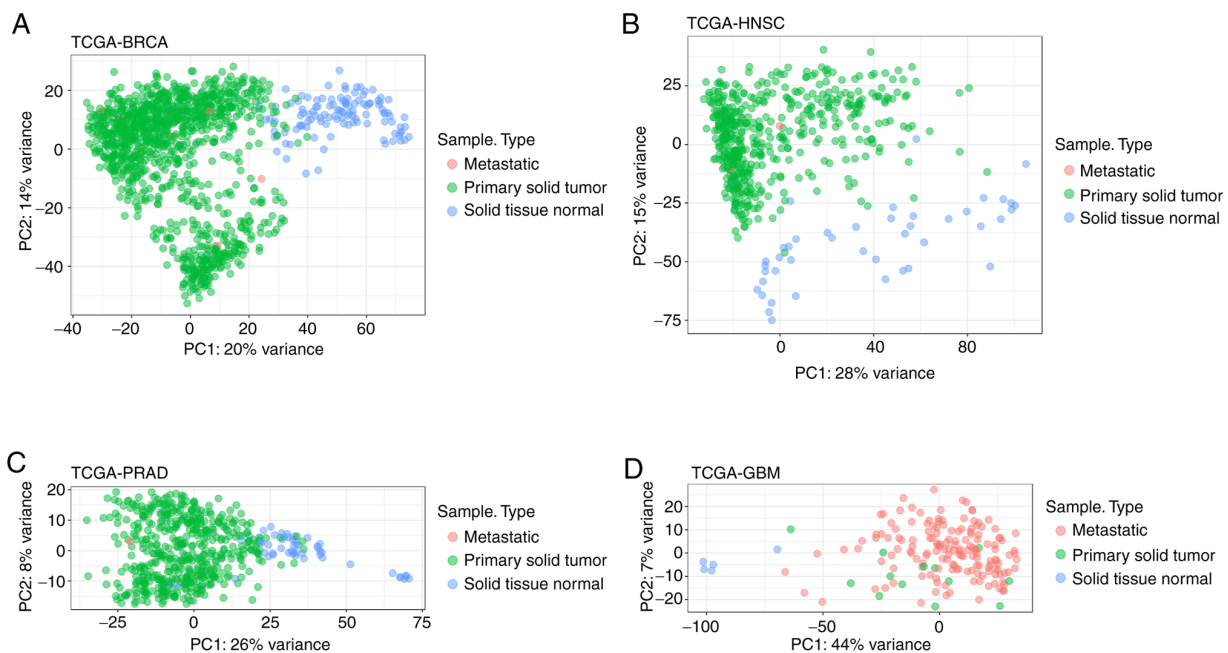 A
TCGA-BRCA
PC2: 14% variance
20
0
−20
−40
−40 −20 0 20 40 60
PC1: 20% variance
Sample. Type
Metastatic
Primary solid tumor
Solid tissue normal
B
TCGA-HNSC
PC2: 15% variance
25
0
−25
−50
−75
0 40 80
PC1: 28% variance
Sample. Type
Metastatic
Primary solid tumor
Solid tissue normal
C
TCGA-PRAD
PC2: 8% variance
20
10
0
−10
−25 0 25 50 75
PC1: 26% variance
Sample. Type
Metastatic
Primary solid tumor
Solid tissue normal
D
TCGA-GBM
PC2: 7% variance
20
10
0
−10
−20
−100 −50 0
PC1: 44% variance
Sample. Type
Metastatic
Primary solid tumor
Solid tissue normal